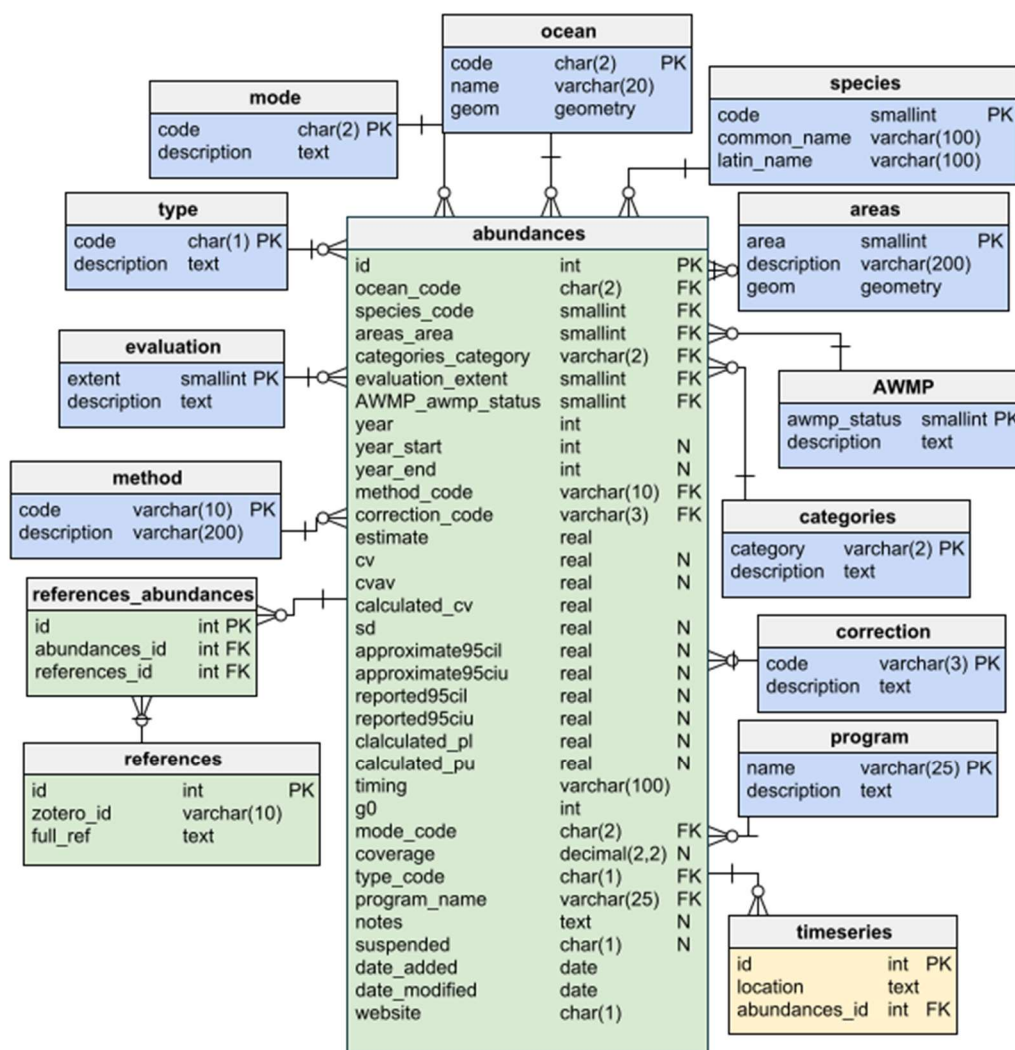 ocean
code char(2) PK
name varchar(20)
geom geometry
mode
code char(2) PK
description text
species
code smallint PK
common_name varchar(100)
latin_name varchar(100)
type
code char(1) PK
description text
areas
area smallint PK
description varchar(200)
geom geometry
evaluation
extent smallint PK
description text
AWMP
awmp_status smallint PK
description text
method
code varchar(10) PK
description varchar(200)
categories
category varchar(2) PK
description text
references_abundances
id int PK
abundances_id int FK
references_id int FK
correction
code varchar(3) PK
description text
references
id int PK
zotero_id varchar(10)
full_ref text
program
name varchar(25) PK
description text
timeseries
id int PK
location text
abundances_id int FK
abundances
id int PK
ocean_code char(2) FK
species_code smallint FK
areas_area smallint FK
categories_category varchar(2) FK
evaluation_extent smallint FK
AWMP_awmp_status smallint FK
year int
year_start int N
year_end int N
method_code varchar(10) FK
correction_code varchar(3) FK
estimate real
cv real N
cvav real N
calculated_cv real
sd real N
approximate95cil real N
approximate95ciu real N
reported95cil real N
reported95ciu real N
clalculated_pl real N
calculated_pu real N
timing varchar(100)
g0 int
mode_code char(2) FK
coverage decimal(2,2) N
type_code char(1) FK
program_name varchar(25) FK
notes text N
suspended char(1) N
date_added date
date_modified date
website char(1)